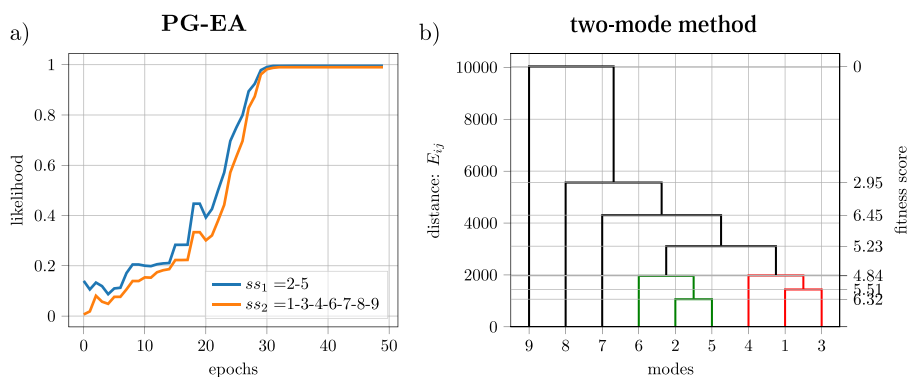 PG-EA
a)
1
0.8
0.6
0.4
0.2
0
likelihood
ss₁ =2-5
ss₂ =1-3-4-6-7-8-9
0 10 20 30 40 50
epochs
two-mode method
b)
10000
8000
6000
4000
2000
0
distance: Eᵢⱼ
0
2.95
6.45
5.23
4.84
5.51
6.32
fitness score
9 8 7 6 2 5 4 1 3
modes